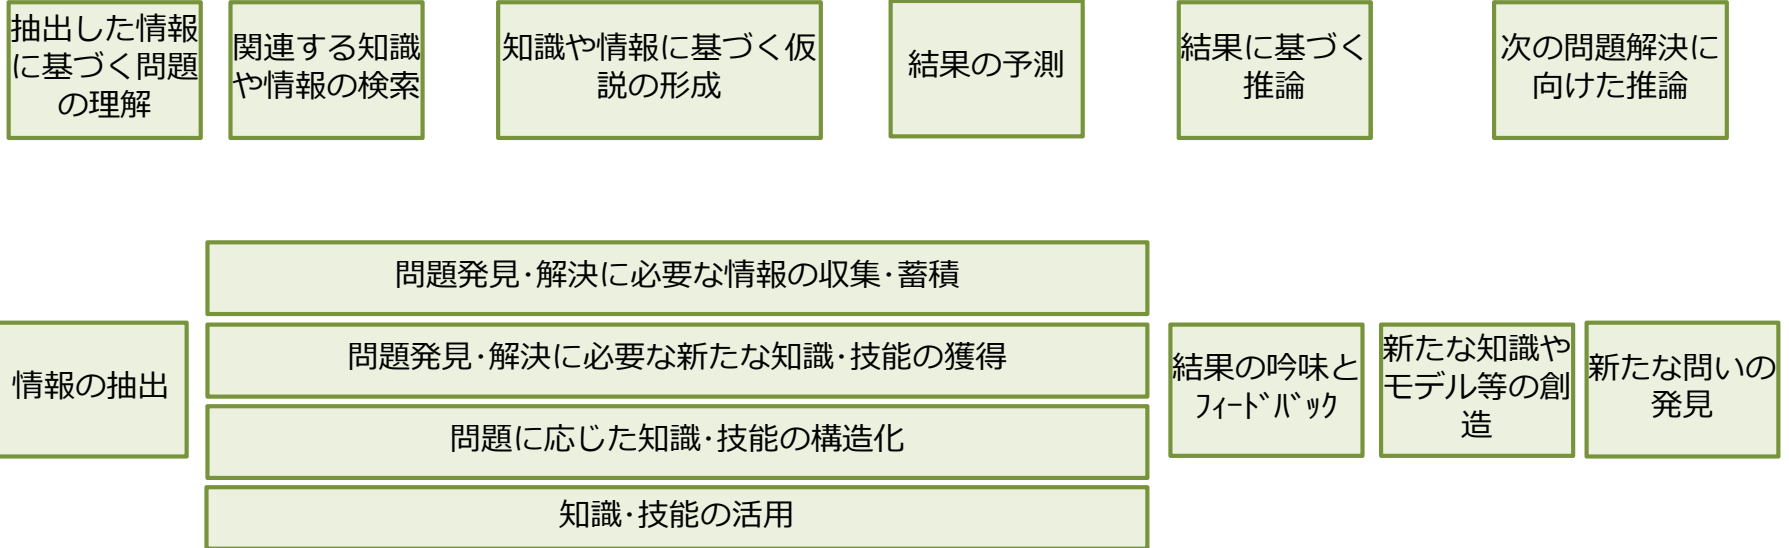 抽出した情報
に基づく問題
の理解
関連する知識
や情報の検索
知識や情報に基づく仮
説の形成
結果の予測
結果に基づく
推論
次の問題解決に
向けた推論
問題発見･解決に必要な情報の収集･蓄積
問題発見･解決に必要な新たな知識･技能の獲得
問題に応じた知識･技能の構造化
知識･技能の活用
情報の抽出
結果の吟味と
ﾌｨｰﾄﾞﾊﾞｯｸ
新たな知識や
モデル等の創
造
新たな問いの
発見